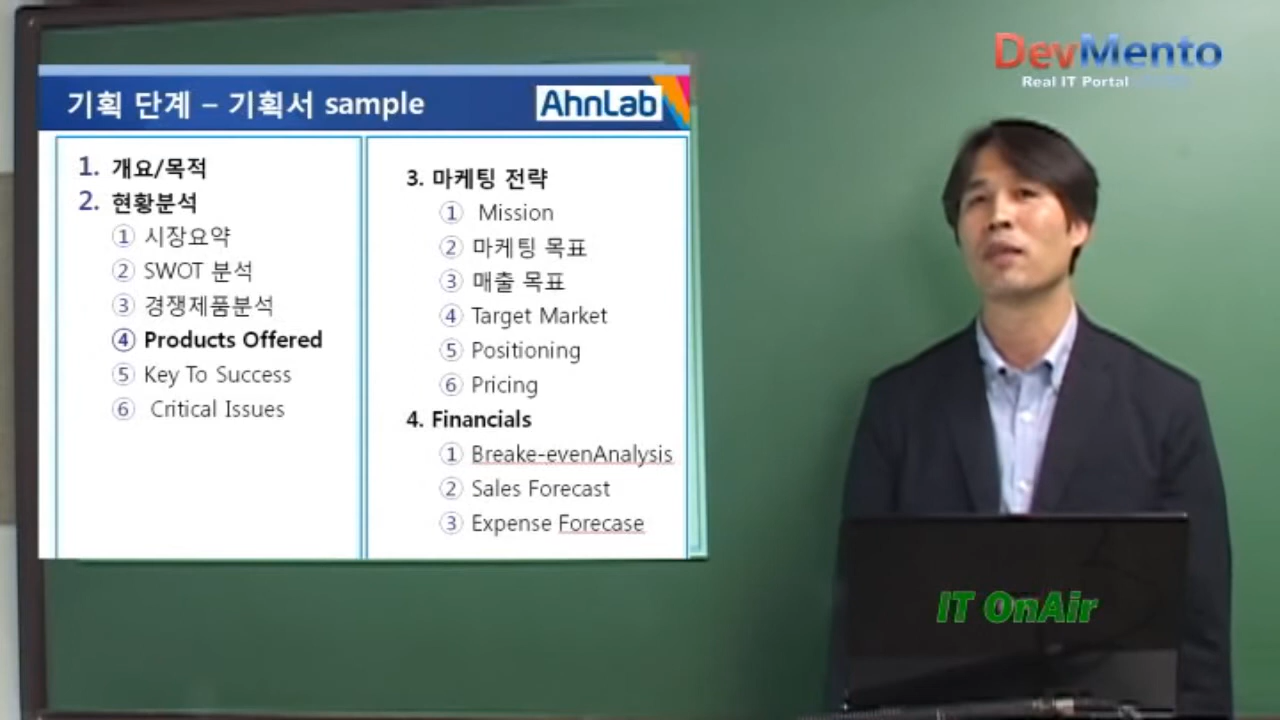 DevMento
Real IT Portal
기획 단계 – 기획서 sample
AhnLab
1. 개요/목적
2. 현황분석
① 시장요약
② SWOT 분석
③ 경쟁제품분석
④ Products Offered
⑤ Key To Success
⑥ Critical Issues
3. 마케팅 전략
① Mission
② 마케팅 목표
③ 매출 목표
④ Target Market
⑤ Positioning
⑥ Pricing
4. Financials
① Breake-evenAnalysis
② Sales Forecast
③ Expense Forecase
IT OnAir